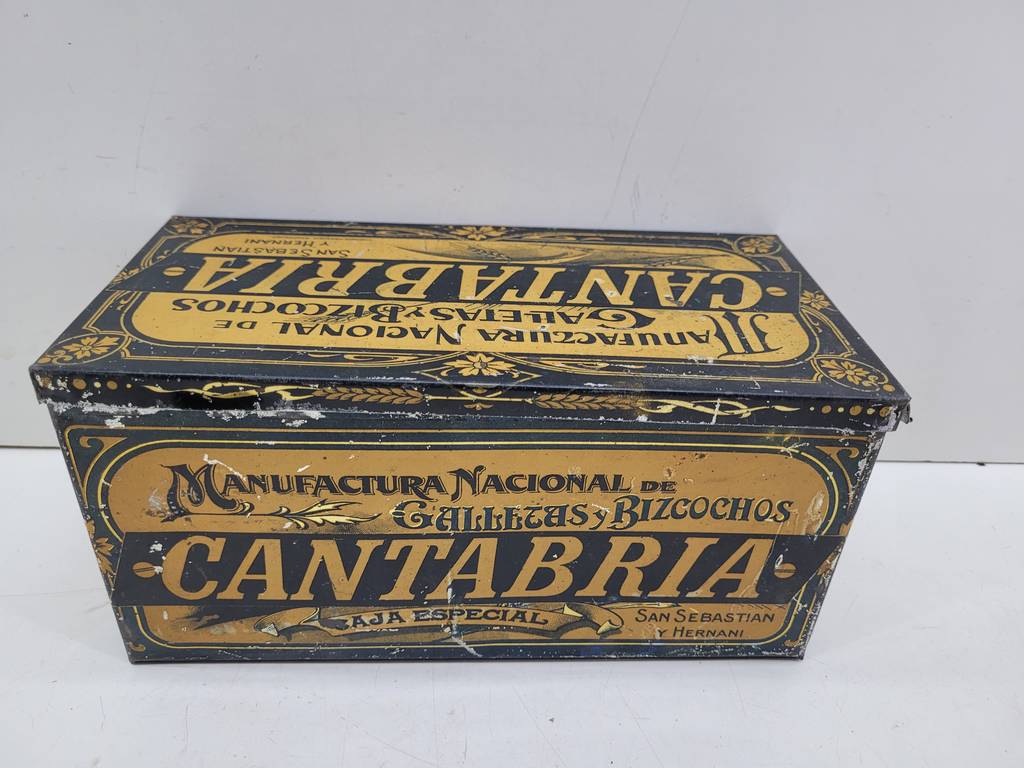 SAN SEBASTIAN
Y HERNANI
CANTABRIA
MANUFACTURA NACIONAL DE
GALLETAS Y BIZCOCHOS
MANUFACTURA NACIONAL DE
GALLETAS Y BIZCOCHOS
CANTABRIA
CAJA ESPECIAL
SAN SEBASTIAN
Y HERNANI